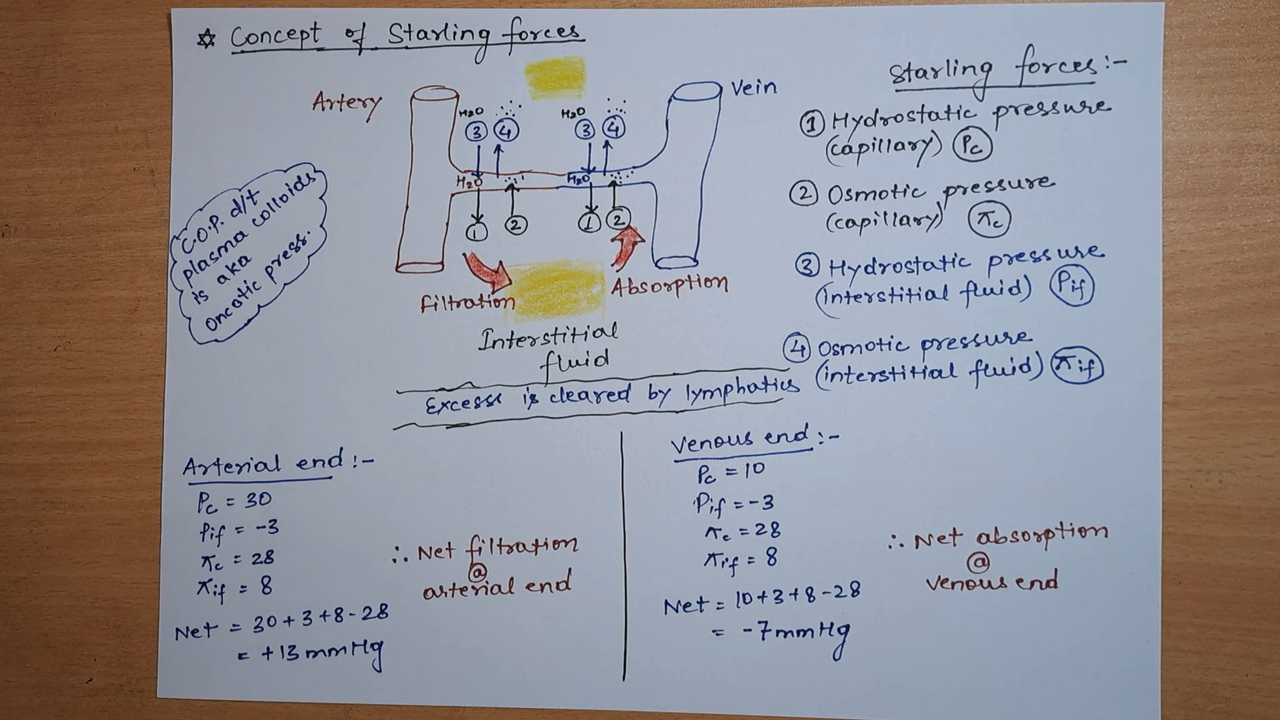 ☆ Concept of Starling forces
Artery
Vein
H2O
H2O
③ ④
③ ④
H2O
H2O
① ②
① ②
Filtration
Absorption
Interstitial
fluid
Excess is cleared by lymphatics
C.O.P. d/t
plasma colloids
is aka
oncotic press.
Starling forces:-
① Hydrostatic pressure
(capillary) Pc
② Osmotic pressure
(capillary) πc
③ Hydrostatic pressure
(interstitial fluid) Pif
④ Osmotic pressure
(interstitial fluid) πif
Arterial end:-
Pc = 30
Pif = -3
πc = 28
πif = 8
Net = 30+3+8-28
= +13 mmHg
∴ Net filtration
@
arterial end
Venous end:-
Pc = 10
Pif = -3
πc = 28
πif = 8
Net = 10+3+8-28
= -7 mmHg
∴ Net absorption
@
venous end